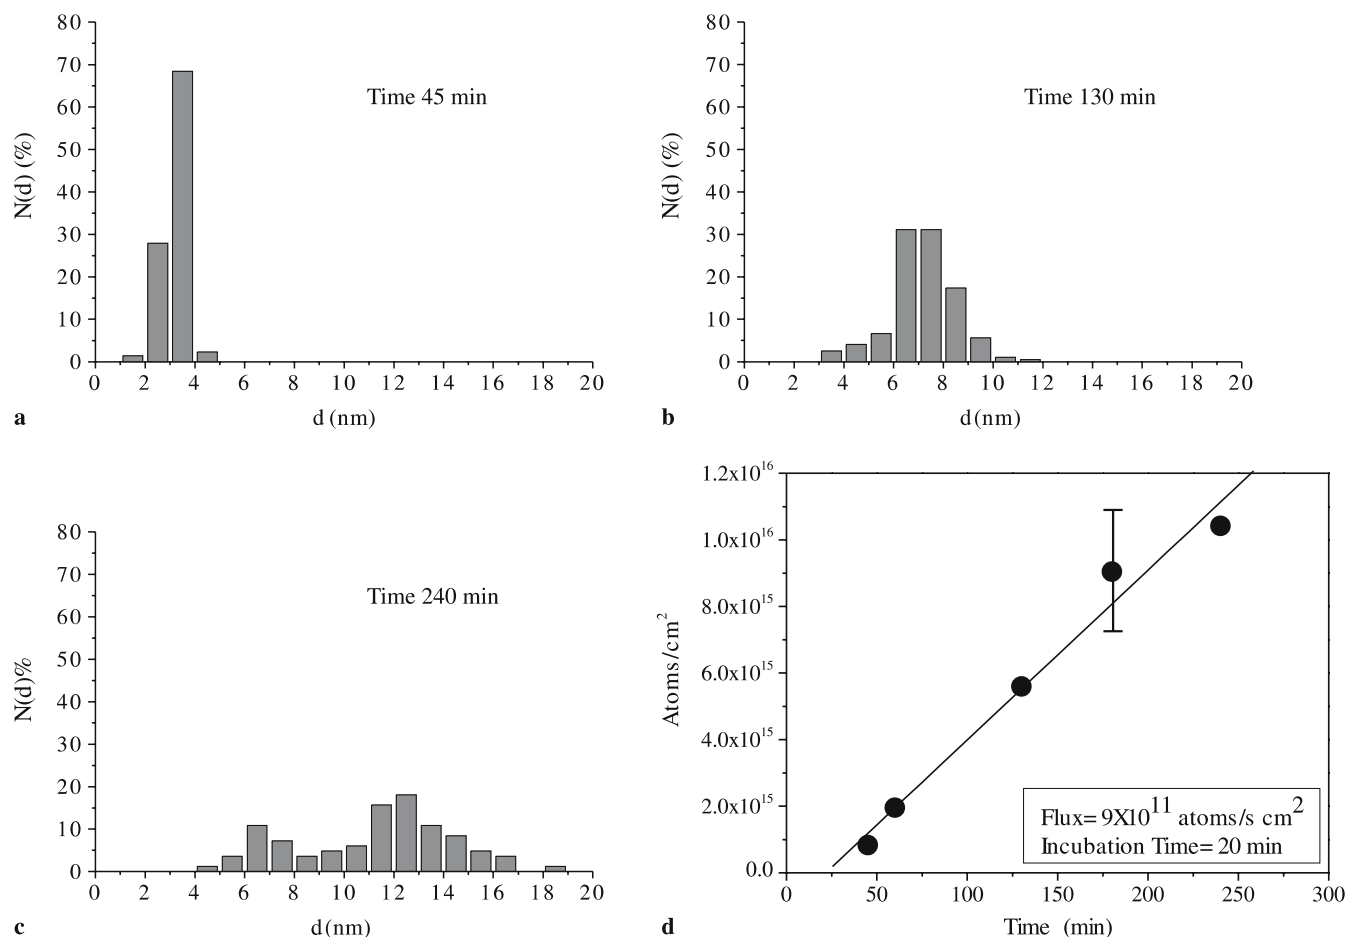 80
70
60
50
40
30
20
10
0
N(d) (%)
Time 45 min
0 2 4 6 8 10 12 14 16 18 20
d (nm)
a
80
70
60
50
40
30
20
10
0
N(d) (%)
Time 130 min
0 2 4 6 8 10 12 14 16 18 20
d (nm)
b
80
70
60
50
40
30
20
10
0
N(d)%
Time 240 min
0 2 4 6 8 10 12 14 16 18 20
d (nm)
c
1.2x10^16
1.0x10^16
8.0x10^15
6.0x10^15
4.0x10^15
2.0x10^15
0.0
Atoms/cm^2
Flux= 9X10^11 atoms/s cm^2
Incubation Time= 20 min
0 50 100 150 200 250 300
Time (min)
d